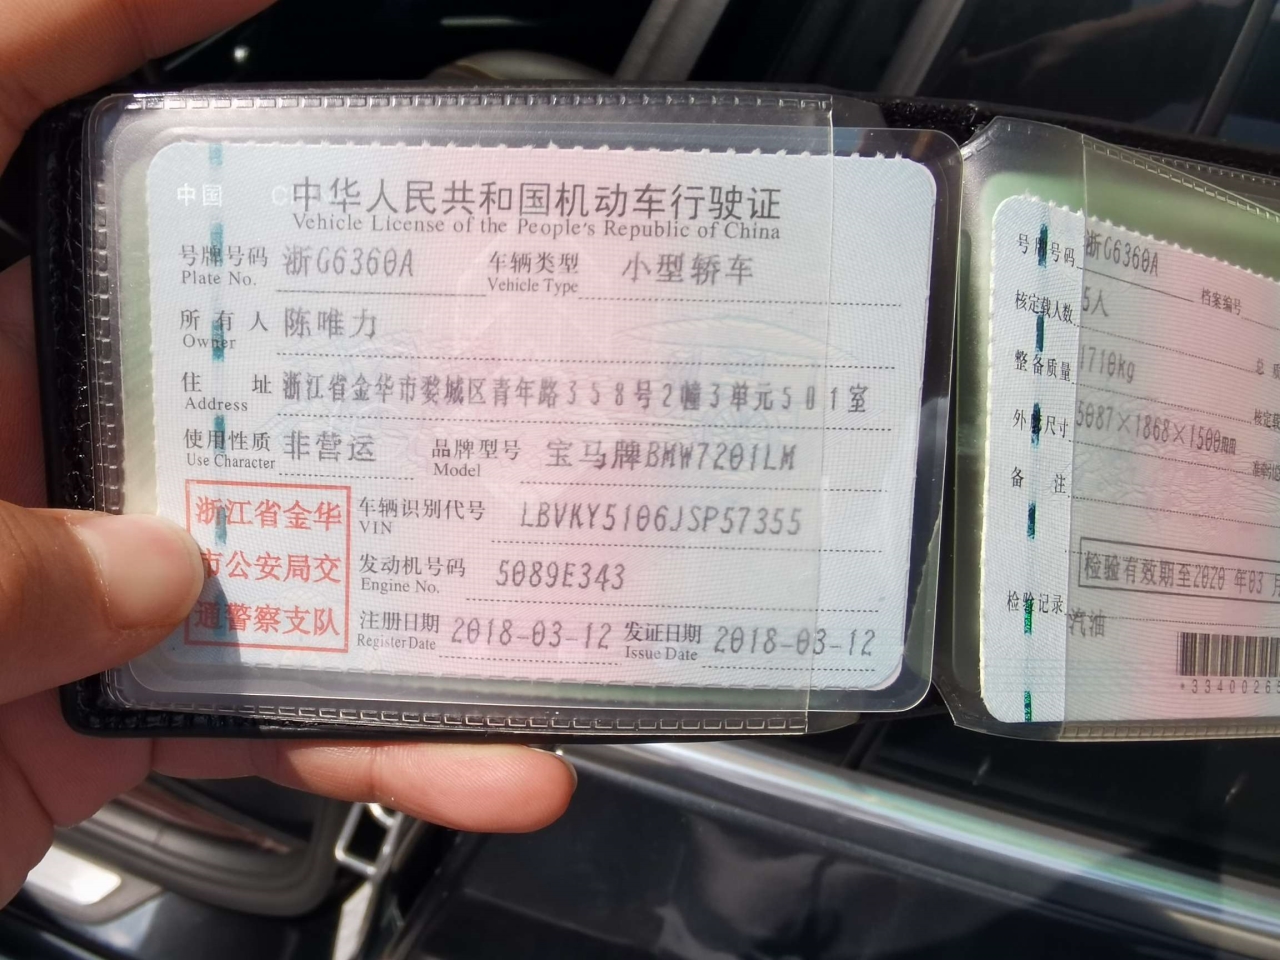 中国
中华人民共和国机动车行驶证
Vehicle License of the People's Republic of China
号牌号码 浙G6360A 车辆类型 小型轿车
Plate No. Vehicle Type
所有人 陈唯力
Owner
住址 浙江省金华市婺城区青年路358号2幢3单元501室
Address
使用性质 非营运 品牌型号 宝马牌BMW7201LM
Use Character Model
浙江省金华
市公安局交
通警察支队
车辆识别代号 LBVKY5106JSP57355
VIN
发动机号码 5089E343
Engine No.
注册日期 2018-03-12 发证日期 2018-03-12
Register Date Issue Date
号牌号码 浙G6360A 档案编号
核定载人数 5人
整备质量 1710kg
外廓尺寸 5087×1868×1500
备注
检验有效期至2020年03月
检验记录
汽油